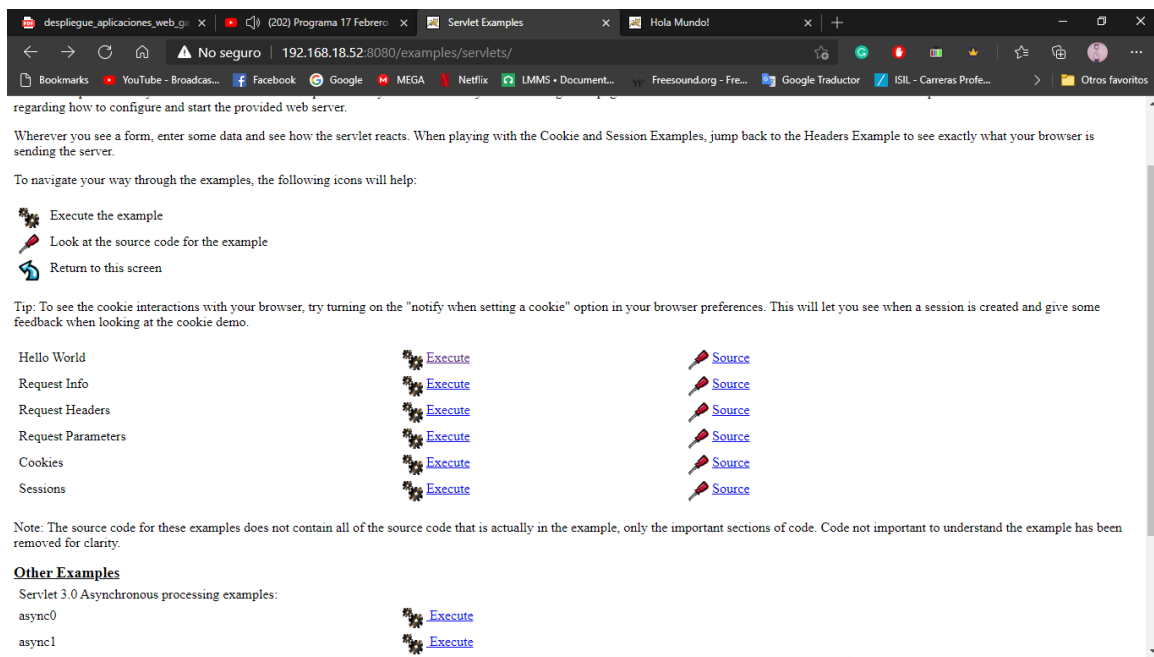 despliegue_aplicaciones_web_ga
(202) Programa 17 Febrero
Servlet Examples
Hola Mundo!
No seguro | 192.168.18.52:8080/examples/servlets/
Bookmarks YouTube - Broadcas... Facebook Google MEGA Netflix LMMS • Document... Freesound.org - Fre... Google Traductor ISIL - Carreras Profe... Otros favoritos
regarding how to configure and start the provided web server.
Wherever you see a form, enter some data and see how the servlet reacts. When playing with the Cookie and Session Examples, jump back to the Headers Example to see exactly what your browser is
sending the server.
To navigate your way through the examples, the following icons will help:
Execute the example
Look at the source code for the example
Return to this screen
Tip: To see the cookie interactions with your browser, try turning on the "notify when setting a cookie" option in your browser preferences. This will let you see when a session is created and give some
feedback when looking at the cookie demo.
Hello World Execute Source
Request Info Execute Source
Request Headers Execute Source
Request Parameters Execute Source
Cookies Execute Source
Sessions Execute Source
Note: The source code for these examples does not contain all of the source code that is actually in the example, only the important sections of code. Code not important to understand the example has been
removed for clarity.
Other Examples
Servlet 3.0 Asynchronous processing examples:
async0 Execute
async1 Execute